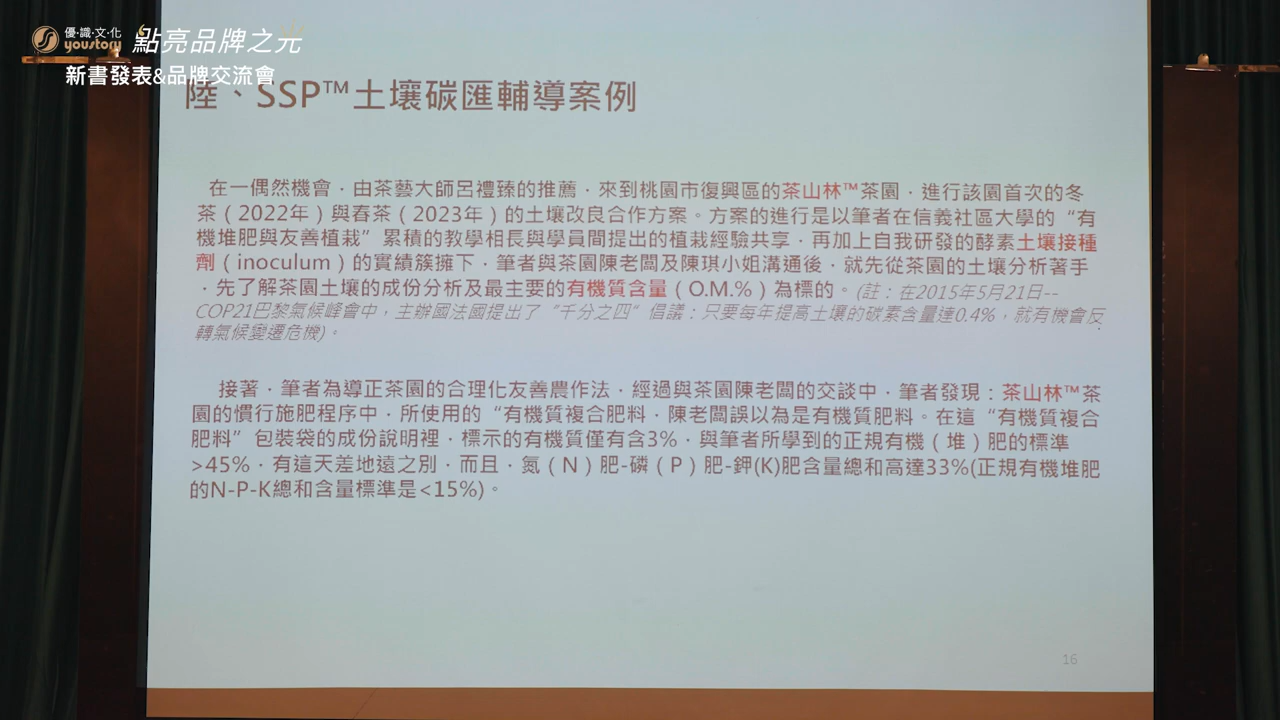 優·識·文·化
youstory
點亮品牌之元
新書發表&品牌交流會
陸、SSP™土壤碳匯輔導案例
在一偶然機會，由茶藝大師呂禮臻的推薦，來到桃園市復興區的茶山林™茶園，進行該園首次的冬
茶（2022年）與春茶（2023年）的土壤改良合作方案。方案的進行是以筆者在信義社區大學的“有
機堆肥與友善植栽”累積的教學相長與學員間提出的植栽經驗共享，再加上自我研發的酵素土壤接種
劑（inoculum）的實績簇擁下，筆者與茶園陳老闆及陳琪小姐溝通後，就先從茶園的土壤分析著手
，先了解茶園土壤的成份分析及最主要的有機質含量（O.M.%）為標的。(註：在2015年5月21日--
COP21巴黎氣候峰會中，主辦國法國提出了“千分之四”倡議：只要每年提高土壤的碳素含量達0.4%，就有機會反
轉氣候變遷危機)。
接著，筆者為導正茶園的合理化友善農作法，經過與茶園陳老闆的交談中，筆者發現：茶山林™茶
園的慣行施肥程序中，所使用的“有機質複合肥料，陳老闆誤以為是有機質肥料。在這“有機質複合
肥料”包裝袋的成份說明裡，標示的有機質僅有含3%，與筆者所學到的正規有機（堆）肥的標準
>45%，有這天差地遠之別，而且，氮（N）肥-磷（P）肥-鉀(K)肥含量總和高達33%(正規有機堆肥
的N-P-K總和含量標準是<15%)。
16